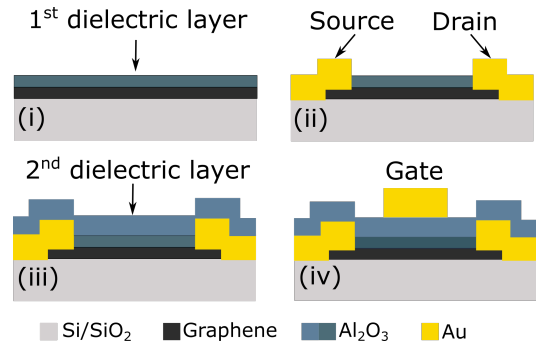 1st dielectric layer
(i)
Source Drain
(ii)
2nd dielectric layer
(iii)
Gate
(iv)
Si/SiO₂ Graphene Al₂O₃ Au